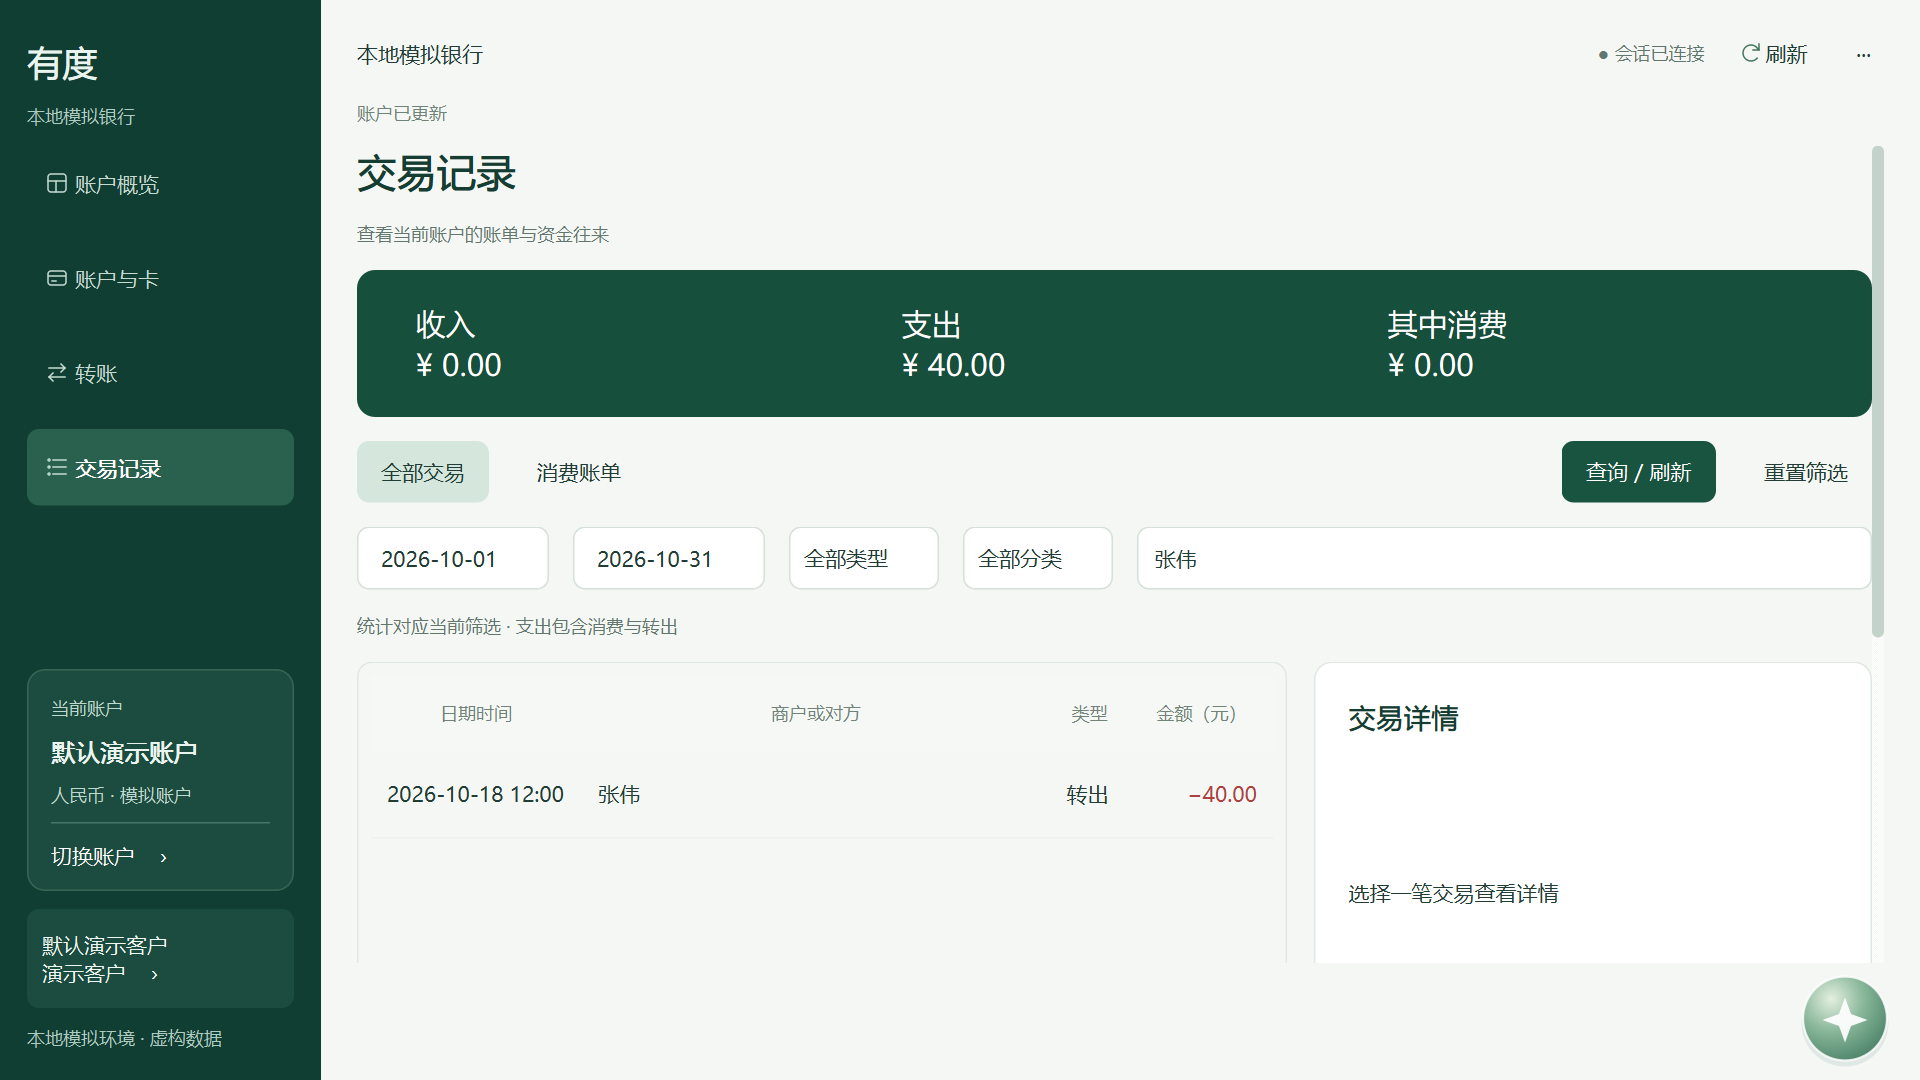 有度
本地模拟银行
账户概览
账户与卡
转账
交易记录
当前账户
默认演示账户
人民币 · 模拟账户
切换账户 ›
默认演示客户
演示客户 ›
本地模拟环境 · 虚构数据
本地模拟银行
● 会话已连接
刷新
···
账户已更新
交易记录
查看当前账户的账单与资金往来
收入
¥ 0.00
支出
¥ 40.00
其中消费
¥ 0.00
全部交易
消费账单
查询 / 刷新
重置筛选
2026-10-01
2026-10-31
全部类型
全部分类
张伟
统计对应当前筛选 · 支出包含消费与转出
日期时间 商户或对方 类型 金额（元）
2026-10-18 12:00 张伟 转出 −40.00
交易详情
选择一笔交易查看详情